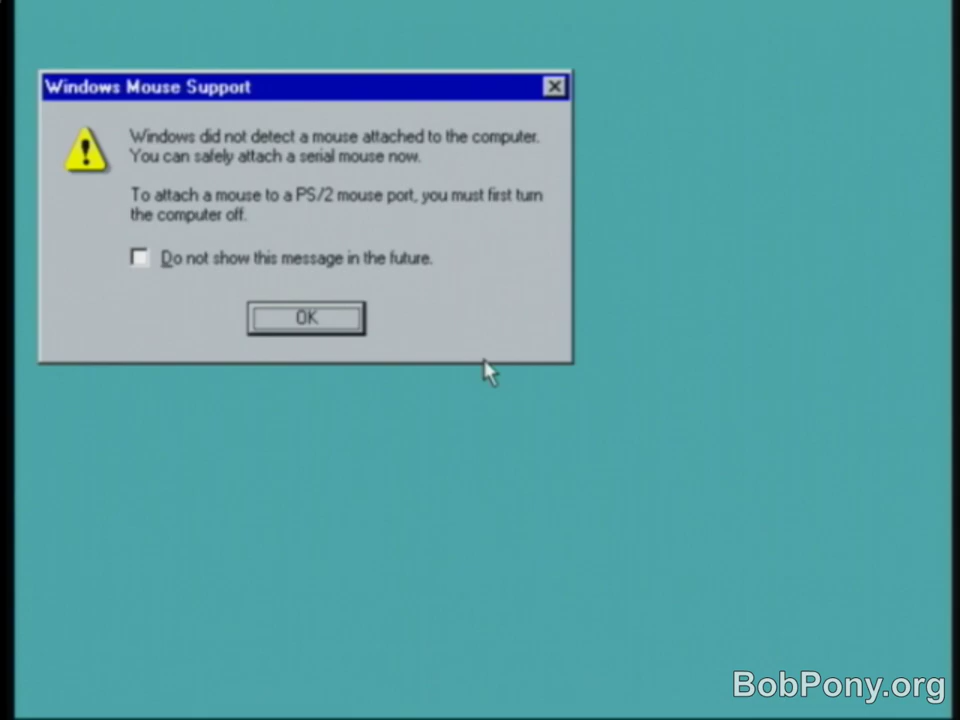 Windows Mouse Support
Windows did not detect a mouse attached to the computer.
You can safely attach a serial mouse now.
To attach a mouse to a PS/2 mouse port, you must first turn
the computer off.
Do not show this message in the future.
OK
BobPony.org